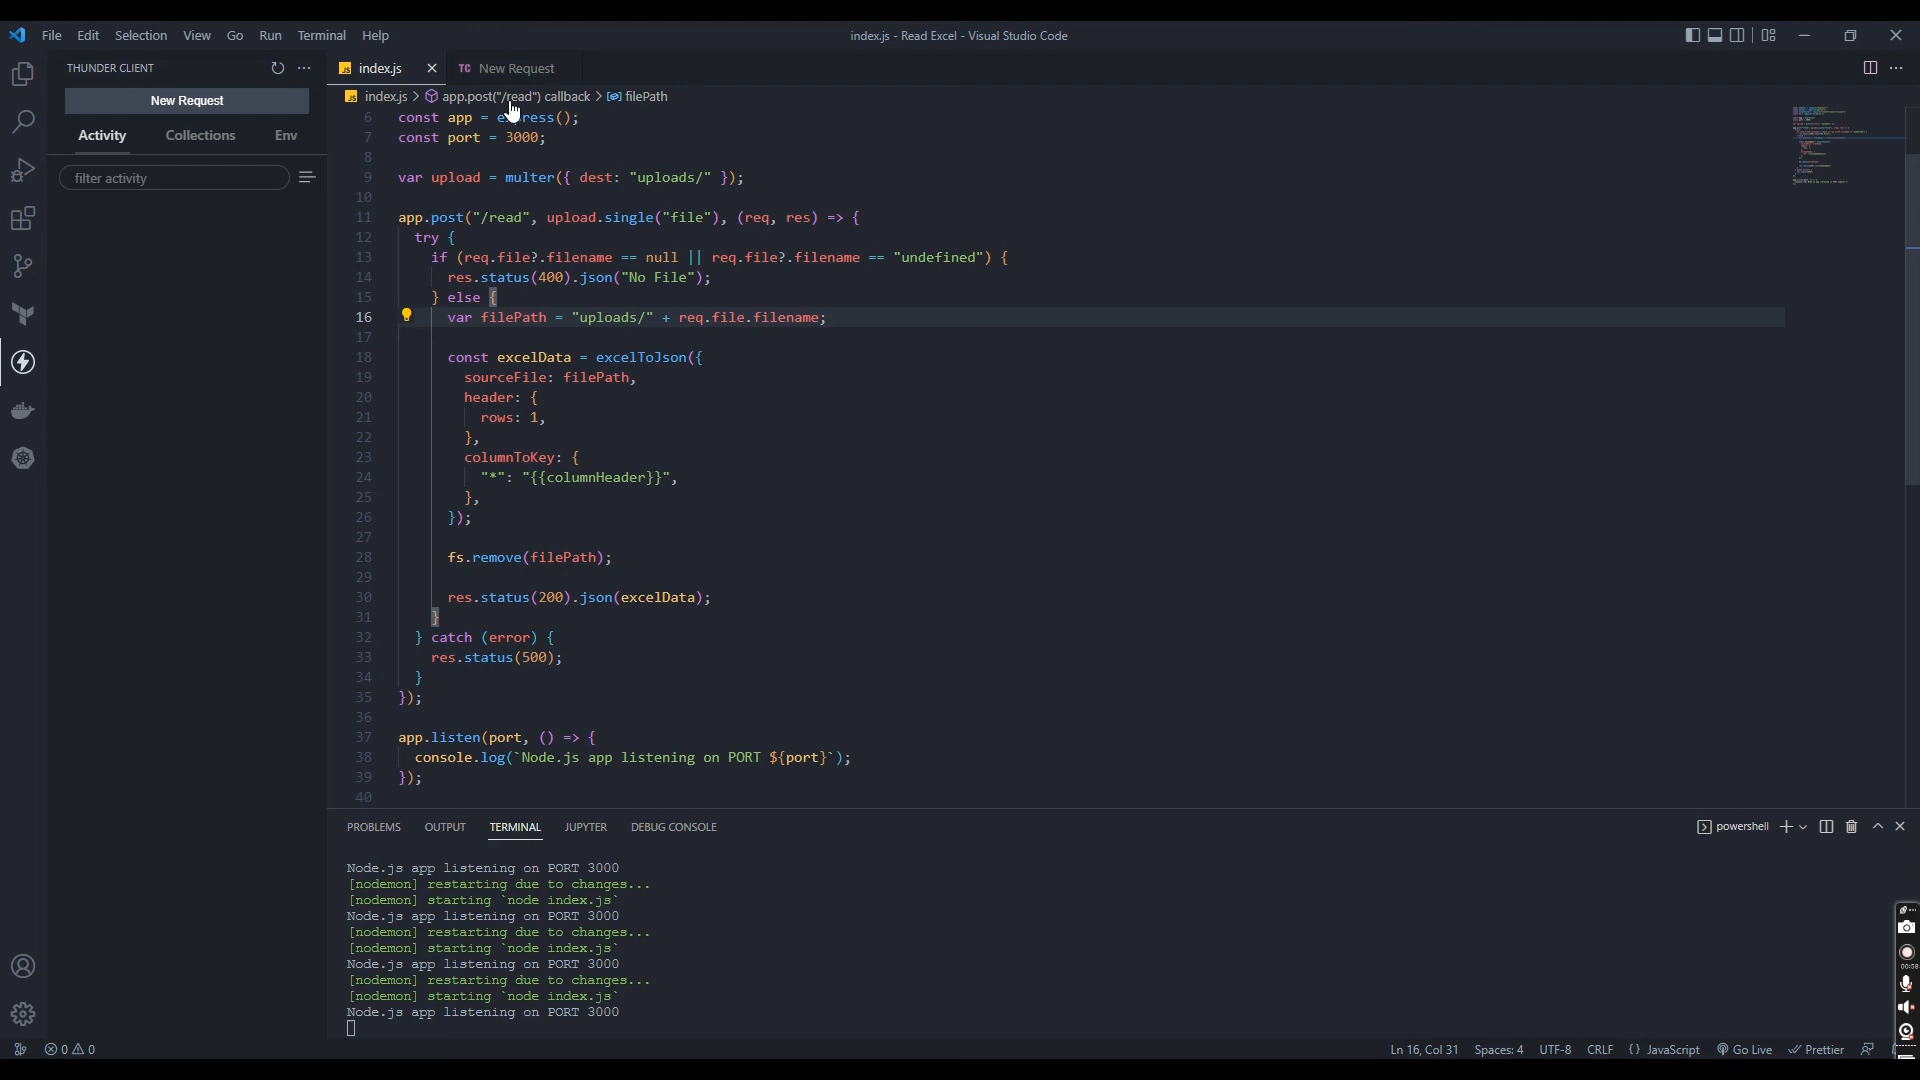 File Edit Selection View Go Run Terminal Help index.js - Read Excel - Visual Studio Code
THUNDER CLIENT
New Request
Activity Collections Env
filter activity
JS index.js TC New Request
JS index.js > app.post("/read") callback > filePath
6 const app = express();
7 const port = 3000;
8
9 var upload = multer({ dest: "uploads/" });
10
11 app.post("/read", upload.single("file"), (req, res) => {
12 try {
13 if (req.file?.filename == null || req.file?.filename == "undefined") {
14 res.status(400).json("No File");
15 } else {
16 var filePath = "uploads/" + req.file.filename;
17
18 const excelData = excelToJson({
19 sourceFile: filePath,
20 header: {
21 rows: 1,
22 },
23 columnToKey: {
24 "*": "{{columnHeader}}",
25 },
26 });
27
28 fs.remove(filePath);
29
30 res.status(200).json(excelData);
31 }
32 } catch (error) {
33 res.status(500);
34 }
35 });
36
37 app.listen(port, () => {
38 console.log(`Node.js app listening on PORT ${port}`);
39 });
40
PROBLEMS OUTPUT TERMINAL JUPYTER DEBUG CONSOLE powershell
Node.js app listening on PORT 3000
[nodemon] restarting due to changes...
[nodemon] starting `node index.js`
Node.js app listening on PORT 3000
[nodemon] restarting due to changes...
[nodemon] starting `node index.js`
Node.js app listening on PORT 3000
[nodemon] restarting due to changes...
[nodemon] starting `node index.js`
Node.js app listening on PORT 3000
00:58
0 0 Ln 16, Col 31 Spaces: 4 UTF-8 CRLF {} JavaScript Go Live Prettier